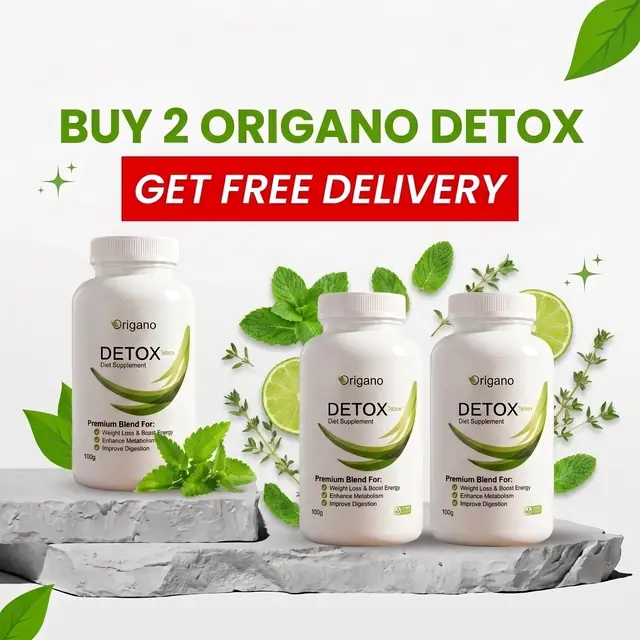 BUY 2 ORIGANO DETOX
GET FREE DELIVERY
Origano
DETOX
Diet Supplement
Premium Blend For:
Weight Loss & Boost Energy
Enhance Metabolism
Improve Digestion
100g
Origano
DETOX
Diet Supplement
Premium Blend For:
Weight Loss & Boost Energy
Enhance Metabolism
Improve Digestion
100g
Origano
DETOX
Diet Supplement
Premium Blend For:
Weight Loss & Boost Energy
Enhance Metabolism
Improve Digestion
100g